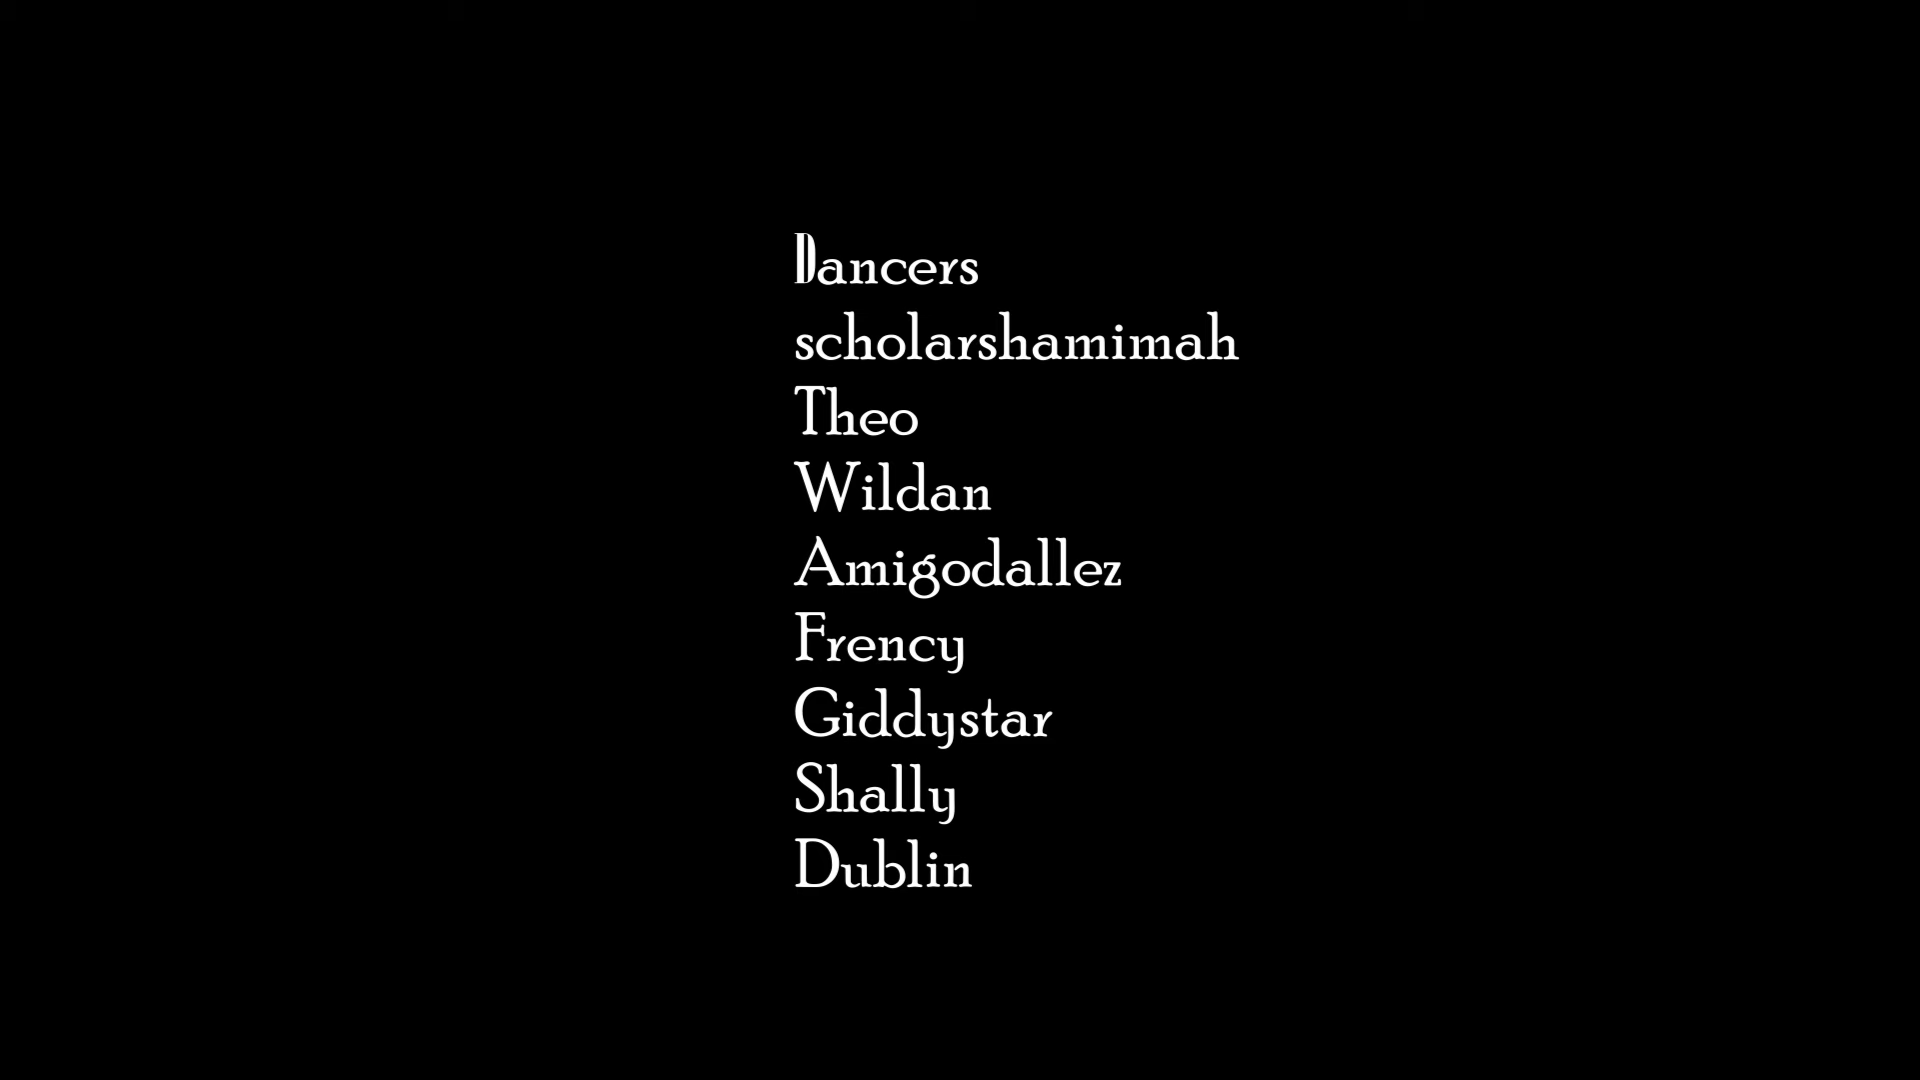 Dancers
scholarshamimah
Theo
Wildan
Amigodallez
Frency
Giddystar
Shally
Dublin